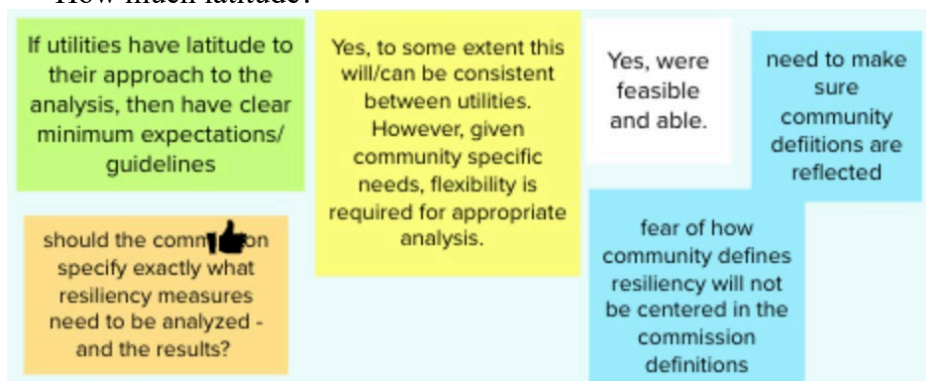 How much latitude?
If utilities have latitude to
their approach to the
analysis, then have clear
minimum expectations/
guidelines
Yes, to some extent this
will/can be consistent
between utilities.
However, given
community specific
needs, flexibility is
required for appropriate
analysis.
Yes, were
feasible
and able.
need to make
sure
community
defiitions are
reflected
should the
specify exactly what
resiliency measures
need to be analyzed -
and the results?
fear of how
community defines
resiliency will not
be centered in the
commission
definitions